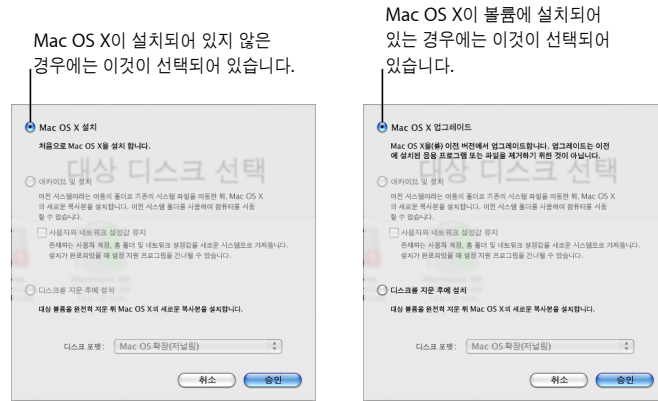 Mac OS X이 설치되어 있지 않은
경우에는 이것이 선택되어 있습니다.
Mac OS X 설치
처음으로 Mac OS X을 설치 합니다.
대상 디스크 선택
아카이브 및 설치
이전 시스템이라는 이름의 폴더로 기존의 시스템 파일을 이동한 뒤, Mac OS X
의 새로운 복사본을 설치합니다. 이전 시스템 폴더를 사용하여 컴퓨터를 시동
할 수 없습니다.
사용자와 네트워크 설정값 유지
존재하는 사용자 계정, 홈 폴더 및 네트워크 설정값을 새로운 시스템으로 가져옵니다.
설치가 완료되었을 때 설정 지원 프로그램을 건너뛸 수 있습니다.
Macintosh HD
디스크를 지운 후에 설치
대상 볼륨을 완전히 지운 뒤 Mac OS X의 새로운 복사본을 설치합니다.
디스크 포맷: Mac OS 확장(저널링)
취소 승인
Mac OS X이 볼륨에 설치되어
있는 경우에는 이것이 선택되어
있습니다.
Mac OS X 업그레이드
Mac OS X을(를) 이전 버전에서 업그레이드합니다. 업그레이드는 이전
에 설치된 응용 프로그램 또는 파일을 제거하기 위한 것이 아닙니다.
대상 디스크 선택
아카이브 및 설치
이전 시스템이라는 이름의 폴더로 기존의 시스템 파일을 이동한 뒤, Mac OS X
의 새로운 복사본을 설치합니다. 이전 시스템 폴더를 사용하여 컴퓨터를 시동
할 수 없습니다.
사용자와 네트워크 설정값 유지
존재하는 사용자 계정, 홈 폴더 및 네트워크 설정값을 새로운 시스템으로 가져옵니다.
설치가 완료되었을 때 설정 지원 프로그램을 건너뛸 수 있습니다.
디스크를 지운 후에 설치
대상 볼륨을 완전히 지운 뒤 Mac OS X의 새로운 복사본을 설치합니다.
디스크 포맷: Mac OS 확장(저널링)
취소 승인